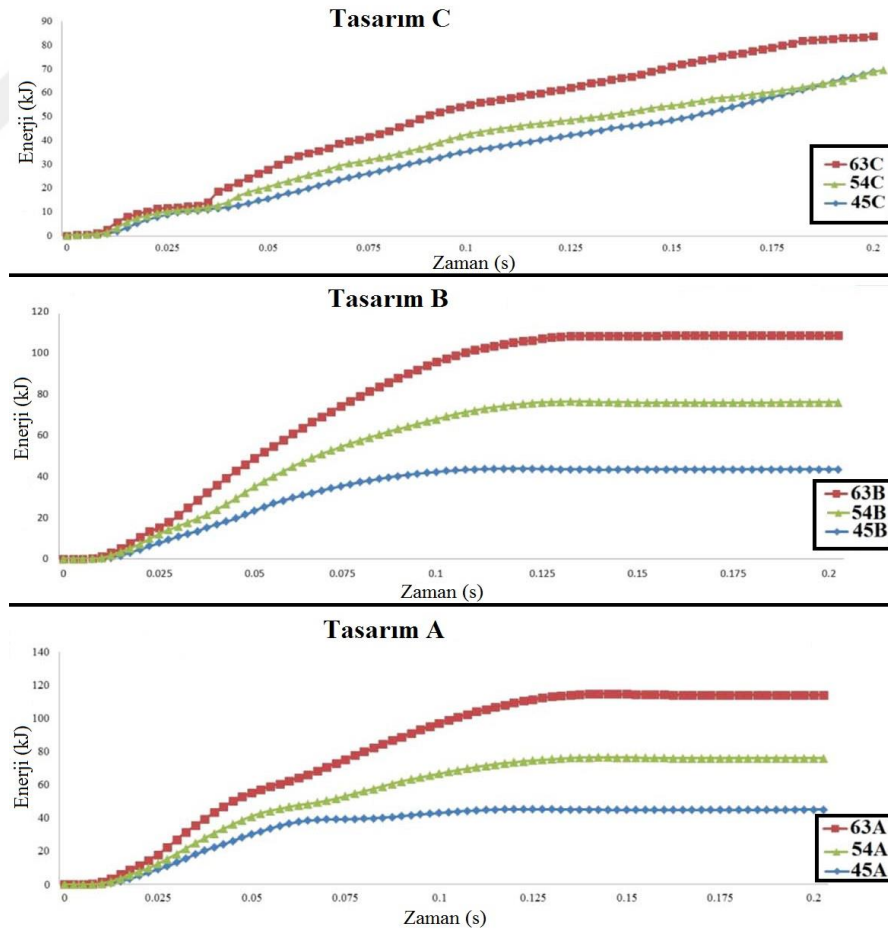 Tasarım C
Enerji (kJ)
90
80
70
60
50
40
30
20
10
0
0 0.025 0.05 0.075 0.1 0.125 0.15 0.175 0.2
Zaman (s)
63C
54C
45C
Tasarım B
Enerji (kJ)
120
100
80
60
40
20
0
0 0.025 0.05 0.075 0.1 0.125 0.15 0.175 0.2
Zaman (s)
63B
54B
45B
Tasarım A
Enerji (kJ)
140
120
100
80
60
40
20
0
0 0.025 0.05 0.075 0.1 0.125 0.15 0.175 0.2
Zaman (s)
63A
54A
45A